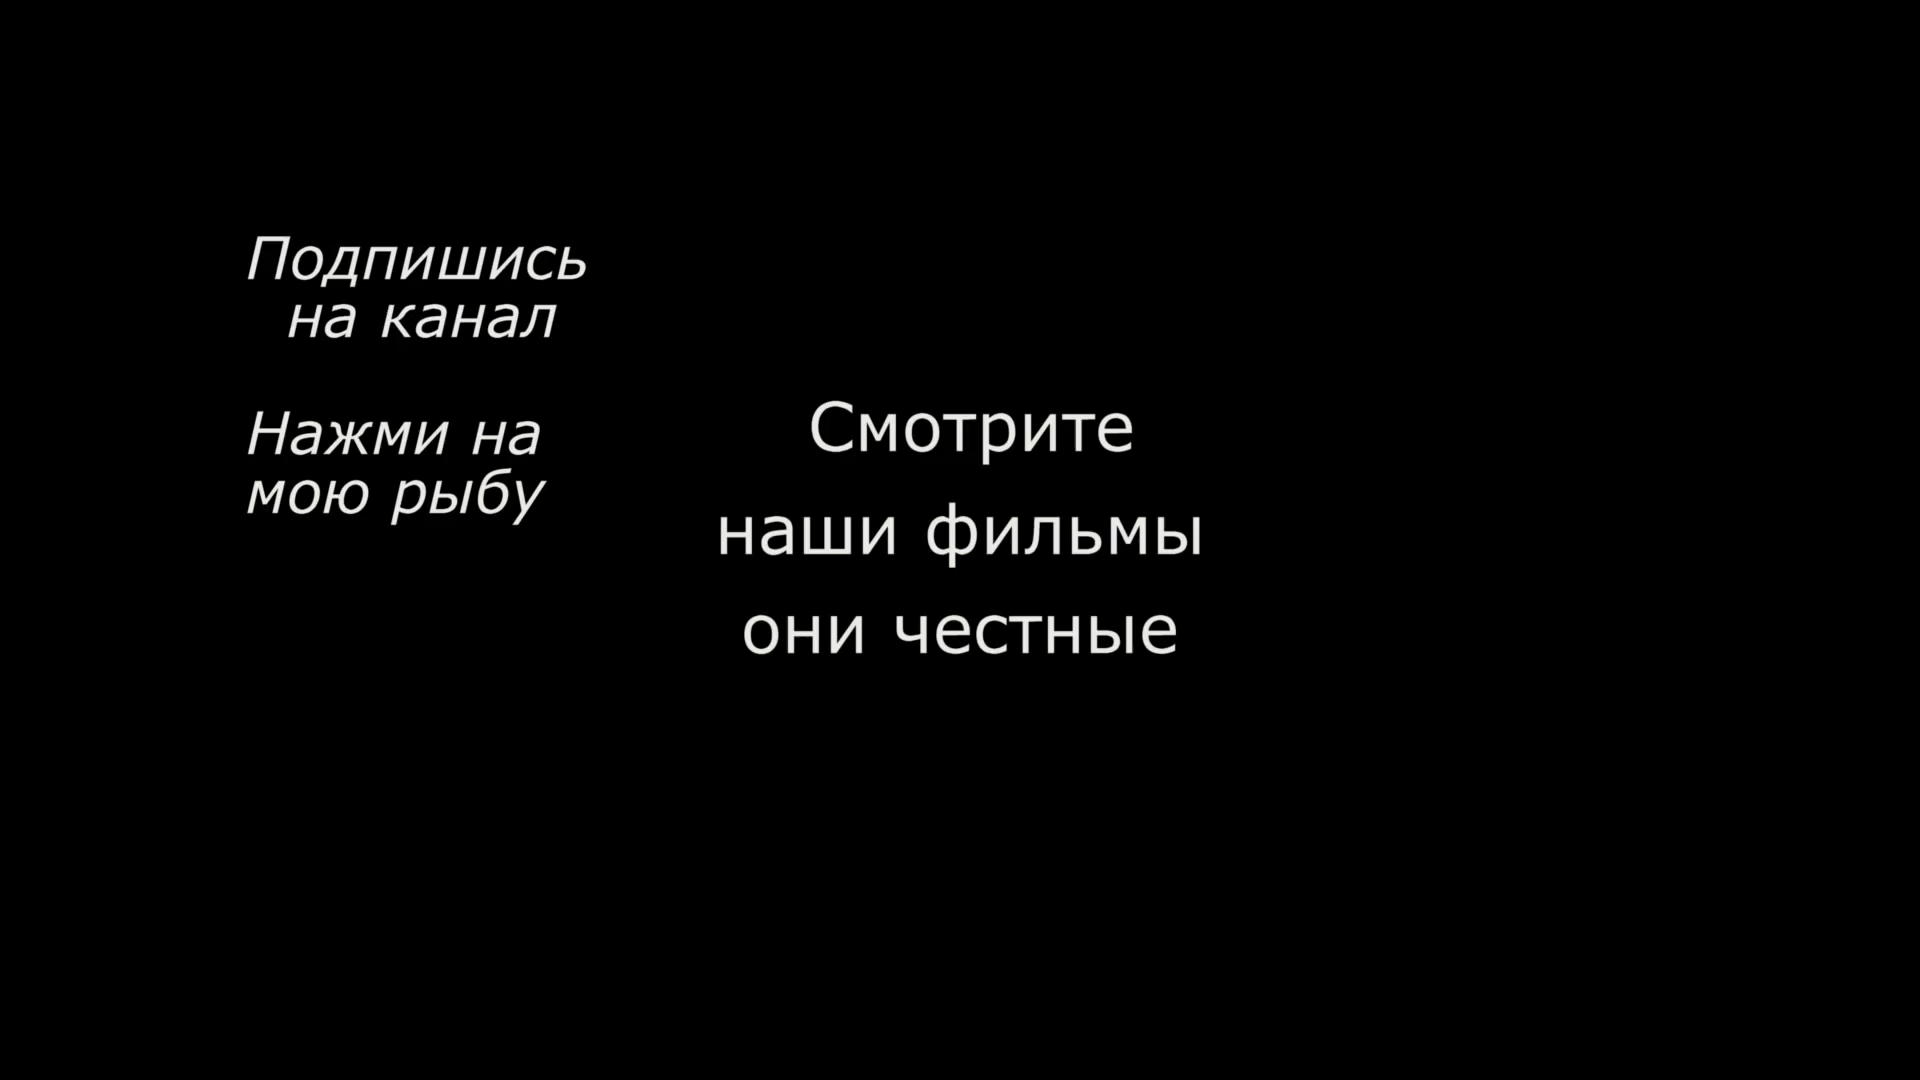 Подпишись
на канал
Нажми на
мою рыбу
Смотрите
наши фильмы
они честные